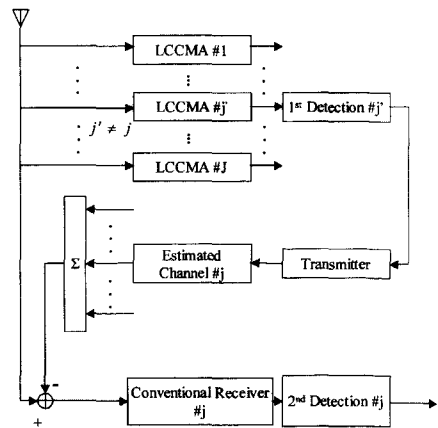 LCCMA #1
LCCMA #j
j' ≠ j
1st Detection #j'
LCCMA #J
Estimated
Channel #j
Transmitter
Σ
-
+
Conventional Receiver
#j
2nd Detection #j